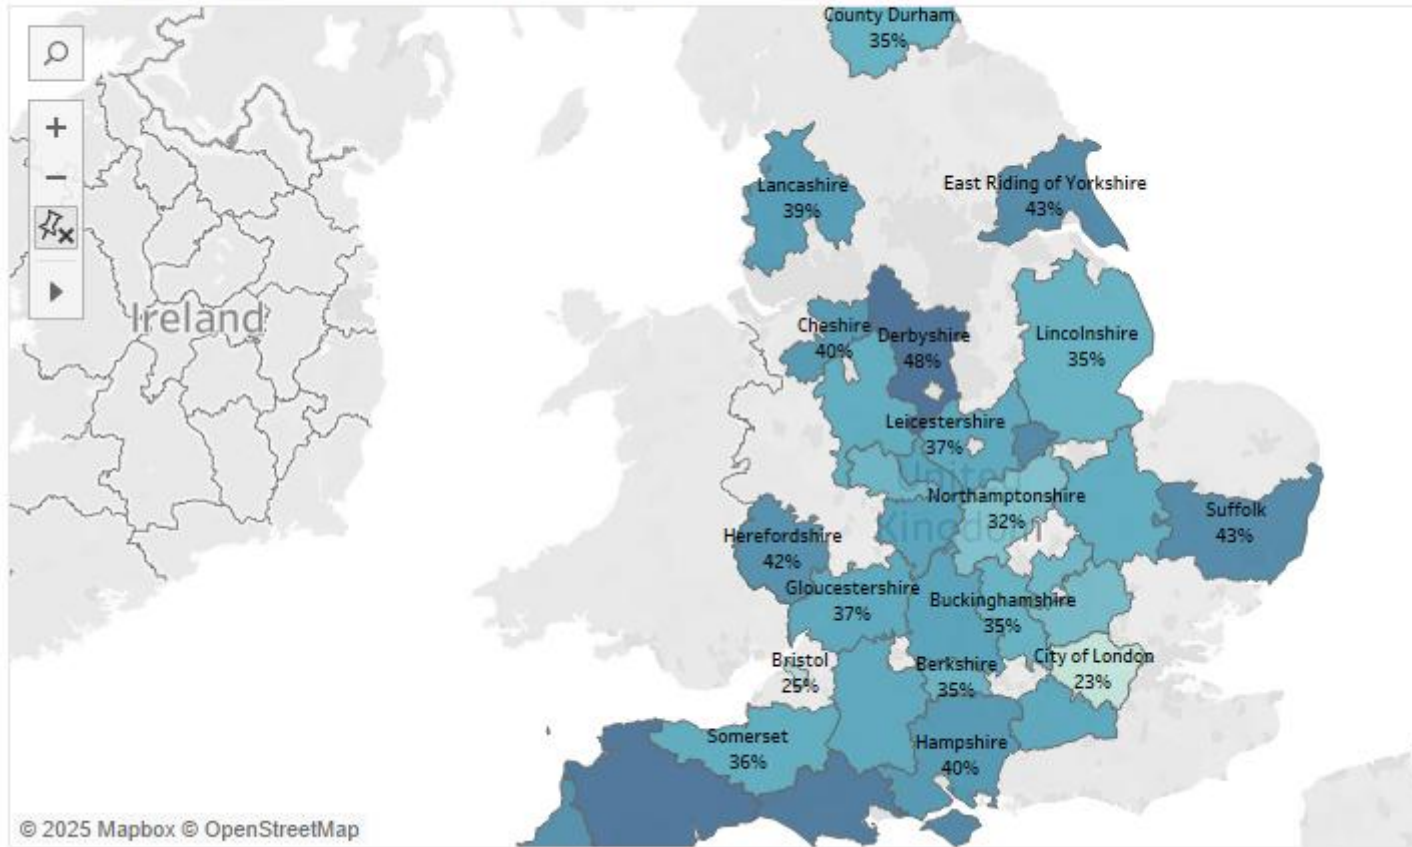 County Durham
35%
Lancashire
39%
East Riding of Yorkshire
43%
Ireland
Cheshire
40%
Derbyshire
48%
Lincolnshire
35%
Leicestershire
37%
United
Kingdom
Northamptonshire
32%
Suffolk
43%
Herefordshire
42%
Gloucestershire
37%
Buckinghamshire
35%
Bristol
25%
Berkshire
35%
City of London
23%
Somerset
36%
Hampshire
40%
© 2025 Mapbox © OpenStreetMap